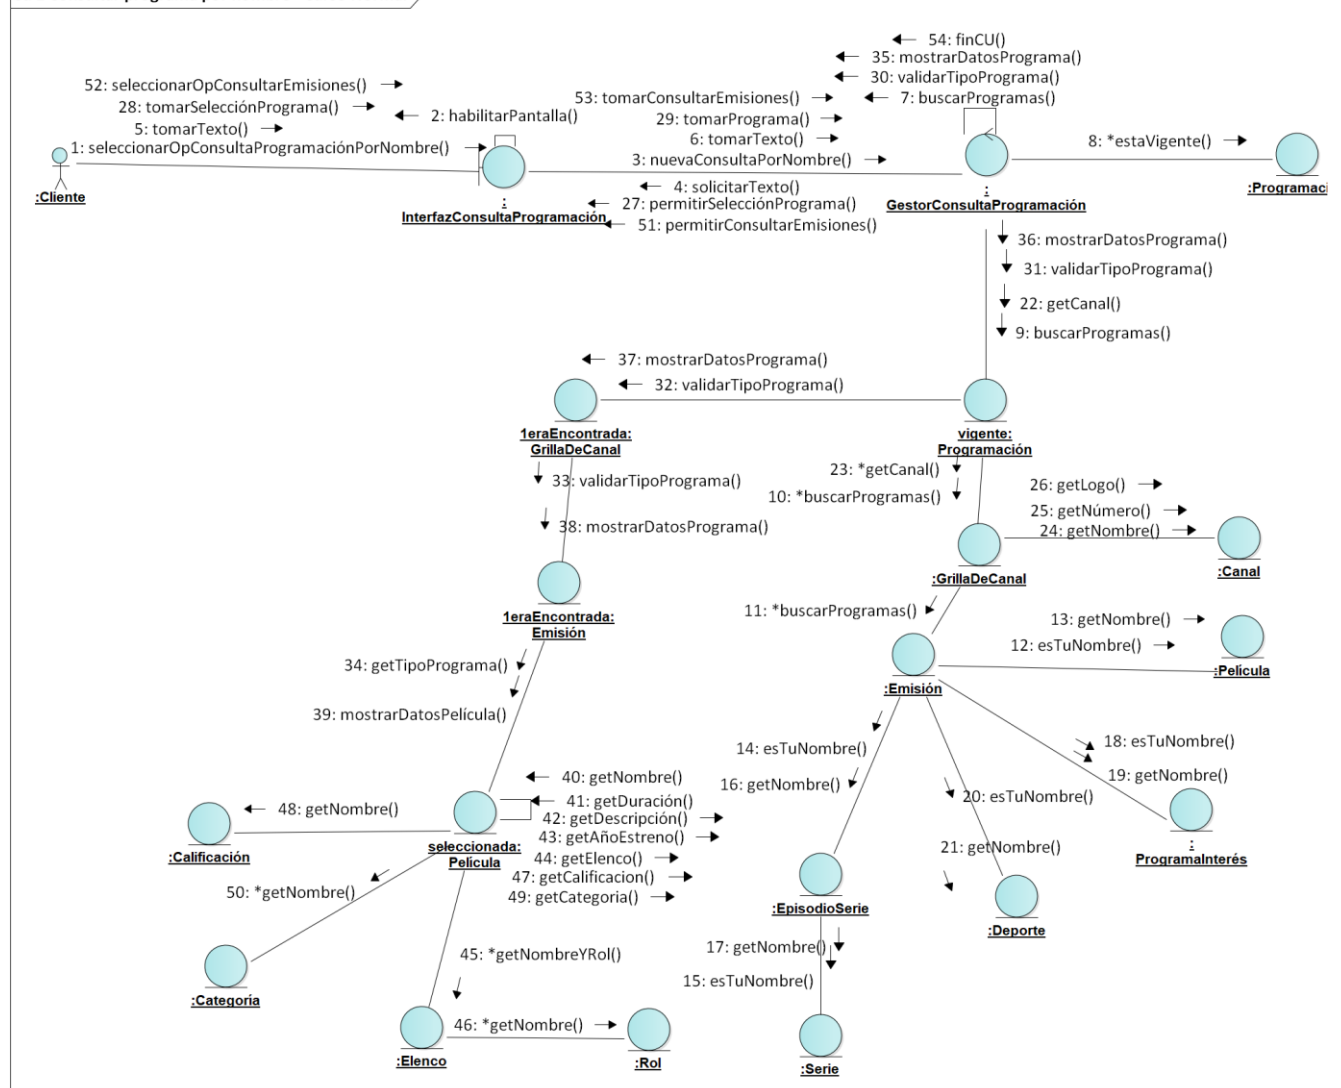 54: finCU()
35: mostrarDatosPrograma()
30: validarTipoPrograma()
7: buscarProgramas()
52: seleccionarOpConsultarEmisiones()
28: tomarSelecciónPrograma()
5: tomarTexto()
1: seleccionarOpConsultaProgramaciónPorNombre()
2: habilitarPantalla()
53: tomarConsultarEmisiones()
29: tomarPrograma()
6: tomarTexto()
3: nuevaConsultaPorNombre()
8: *estaVigente()
:Cliente
:
InterfazConsultaProgramación
4: solicitarTexto()
27: permitirSelecciónPrograma()
51: permitirConsultarEmisiones()
:
GestorConsultaProgramación
:Programaci
36: mostrarDatosPrograma()
31: validarTipoPrograma()
22: getCanal()
9: buscarProgramas()
37: mostrarDatosPrograma()
32: validarTipoPrograma()
1eraEncontrada:
GrillaDeCanal
vigente:
Programación
33: validarTipoPrograma()
38: mostrarDatosPrograma()
23: *getCanal()
10: *buscarProgramas()
26: getLogo()
25: getNúmero()
24: getNombre()
:GrillaDeCanal
:Canal
1eraEncontrada:
Emisión
11: *buscarProgramas()
13: getNombre()
12: esTuNombre()
:Emisión
:Película
34: getTipoPrograma()
39: mostrarDatosPelícula()
14: esTuNombre()
16: getNombre()
18: esTuNombre()
19: getNombre()
20: esTuNombre()
21: getNombre()
40: getNombre()
41: getDuración()
42: getDescripción()
43: getAñoEstreno()
44: getElenco()
47: getCalificacion()
49: getCategoria()
48: getNombre()
:Calificación
seleccionada:
Película
:
ProgramaInterés
50: *getNombre()
:EpisodioSerie
:Deporte
45: *getNombreYRol()
17: getNombre()
15: esTuNombre()
:Categoría
46: *getNombre()
:Elenco
:Rol
:Serie